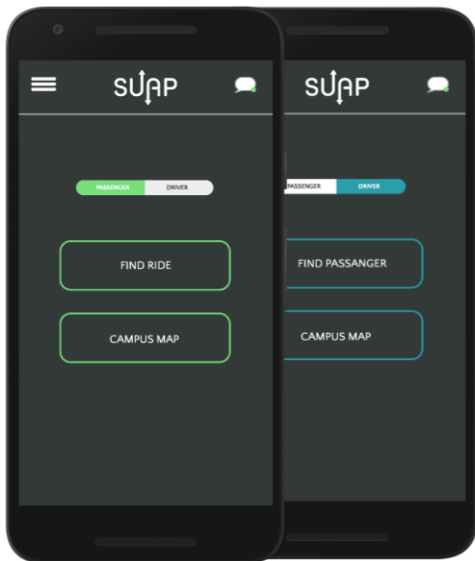 SUAP
PASSENGER DRIVER
FIND RIDE
CAMPUS MAP
SUAP
PASSENGER DRIVER
FIND PASSANGER
CAMPUS MAP